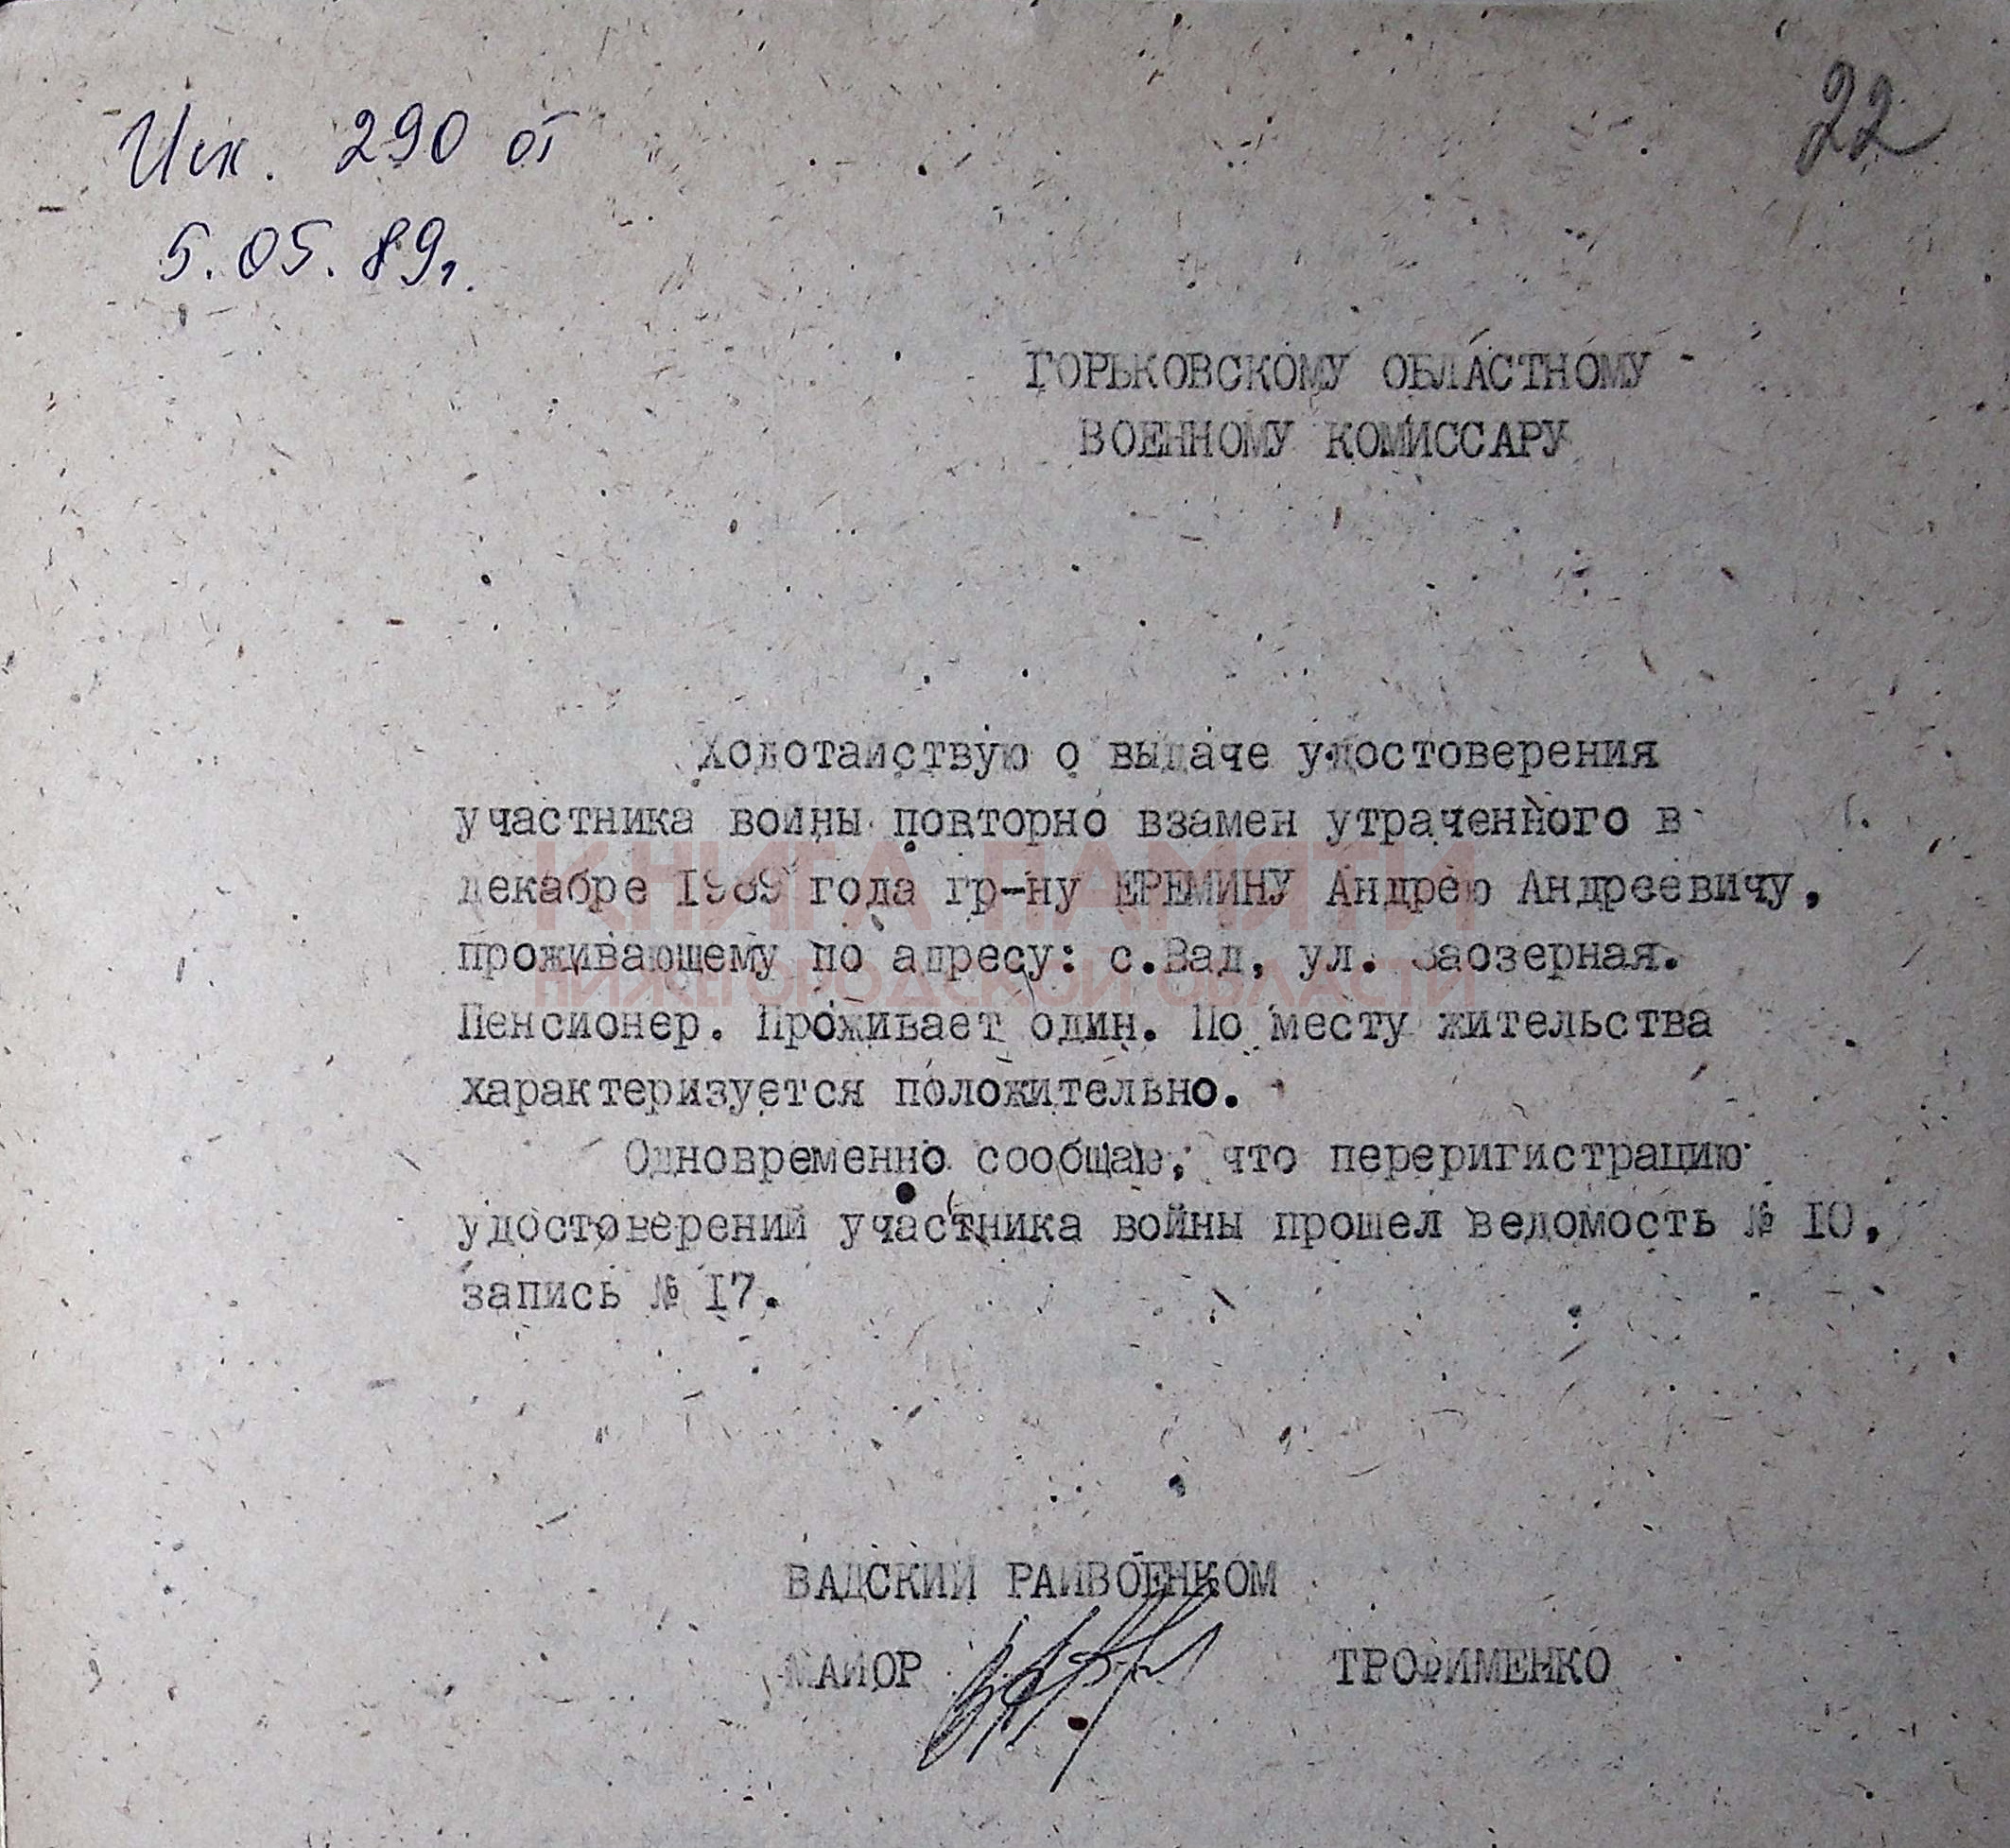 Исх. 290 от
5.05.89г.
22
ГОРЬКОВСКОМУ ОБЛАСТНОМУ
ВОЕННОМУ КОМИССАРУ
Ходотайствую о выдаче удостоверения
участника войны повторно взамен утраченного в
декабре 1989 года гр-ну ЕРЕМИНУ Андрею Андреевичу,
КНИГА ПАМЯТИ
проживающему по адресу: с.Вад, ул. Заозерная.
НИЖЕГОРОДСКОЙ ОБЛАСТИ
Пенсионер. Проживает один. По месту жительства
характеризуется положительно.
Одновременно сообщаю, что переригистрацию
удостоверений участника войны прошел ведомость № 10,
запись № 17.
ВАДСКИЙ РАЙВОЕНКОМ
МАЙОР ТРОФИМЕНКО